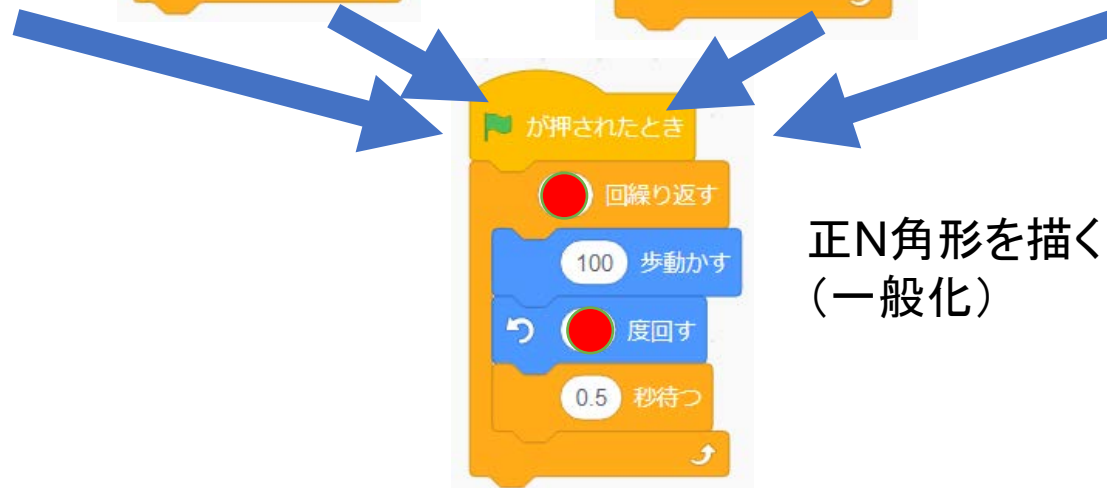 が押されたとき
回繰り返す
100 歩動かす
度回す
0.5 秒待つ
正N角形を描く
(一般化)